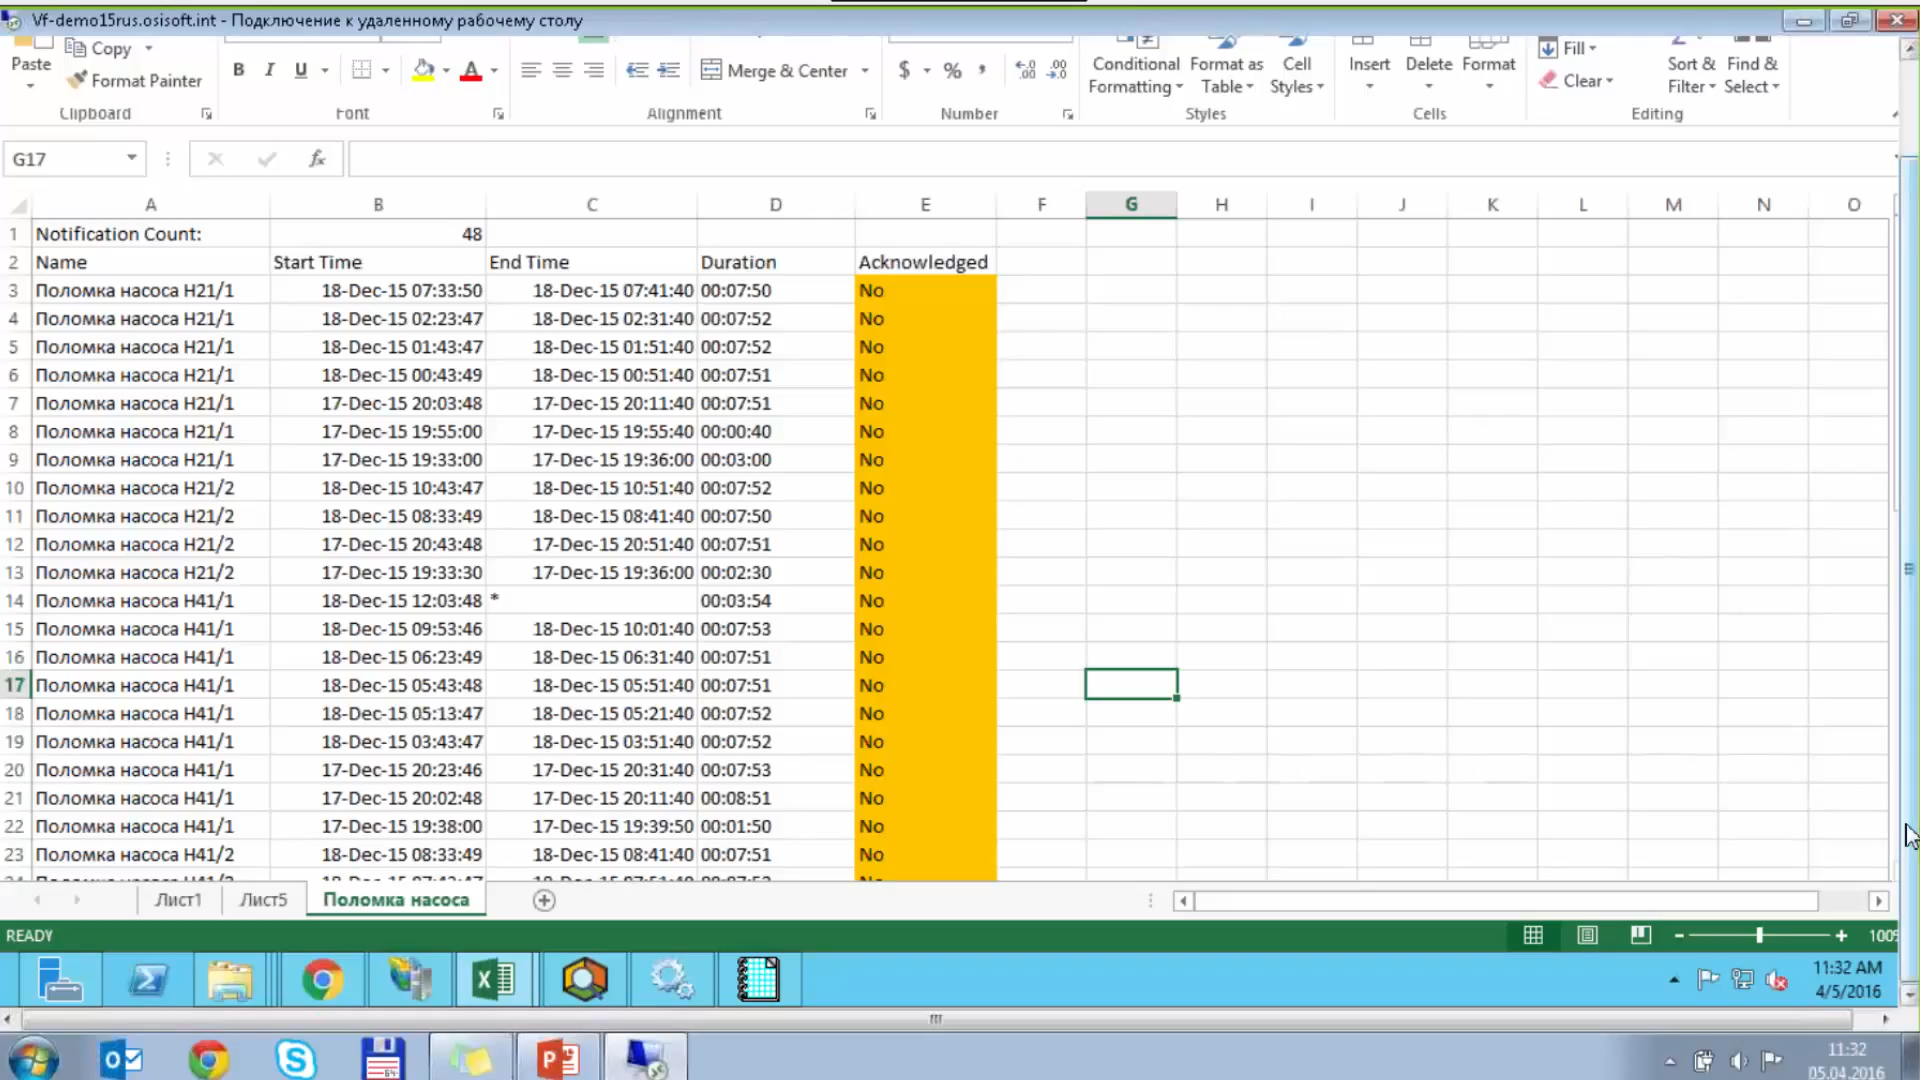 Vf-demo15rus.osisoft.int - Подключение к удаленному рабочему столу
Paste Copy Format Painter B I U Merge & Center $ % , Conditional Formatting Format as Table Cell Styles Insert Delete Format Fill Clear Sort & Filter Find & Select
Clipboard Font Alignment Number Styles Cells Editing
G17 fx
A B C D E F G H I J K L M N O
1 Notification Count: 48
2 Name Start Time End Time Duration Acknowledged
3 Поломка насоса Н21/1 18-Dec-15 07:33:50 18-Dec-15 07:41:40 00:07:50 No
4 Поломка насоса Н21/1 18-Dec-15 02:23:47 18-Dec-15 02:31:40 00:07:52 No
5 Поломка насоса Н21/1 18-Dec-15 01:43:47 18-Dec-15 01:51:40 00:07:52 No
6 Поломка насоса Н21/1 18-Dec-15 00:43:49 18-Dec-15 00:51:40 00:07:51 No
7 Поломка насоса Н21/1 17-Dec-15 20:03:48 17-Dec-15 20:11:40 00:07:51 No
8 Поломка насоса Н21/1 17-Dec-15 19:55:00 17-Dec-15 19:55:40 00:00:40 No
9 Поломка насоса Н21/1 17-Dec-15 19:33:00 17-Dec-15 19:36:00 00:03:00 No
10 Поломка насоса Н21/2 18-Dec-15 10:43:47 18-Dec-15 10:51:40 00:07:52 No
11 Поломка насоса Н21/2 18-Dec-15 08:33:49 18-Dec-15 08:41:40 00:07:50 No
12 Поломка насоса Н21/2 17-Dec-15 20:43:48 17-Dec-15 20:51:40 00:07:51 No
13 Поломка насоса Н21/2 17-Dec-15 19:33:30 17-Dec-15 19:36:00 00:02:30 No
14 Поломка насоса Н41/1 18-Dec-15 12:03:48 * 00:03:54 No
15 Поломка насоса Н41/1 18-Dec-15 09:53:46 18-Dec-15 10:01:40 00:07:53 No
16 Поломка насоса Н41/1 18-Dec-15 06:23:49 18-Dec-15 06:31:40 00:07:51 No
17 Поломка насоса Н41/1 18-Dec-15 05:43:48 18-Dec-15 05:51:40 00:07:51 No
18 Поломка насоса Н41/1 18-Dec-15 05:13:47 18-Dec-15 05:21:40 00:07:52 No
19 Поломка насоса Н41/1 18-Dec-15 03:43:47 18-Dec-15 03:51:40 00:07:52 No
20 Поломка насоса Н41/1 17-Dec-15 20:23:46 17-Dec-15 20:31:40 00:07:53 No
21 Поломка насоса Н41/1 17-Dec-15 20:02:48 17-Dec-15 20:11:40 00:08:51 No
22 Поломка насоса Н41/1 17-Dec-15 19:38:00 17-Dec-15 19:39:50 00:01:50 No
23 Поломка насоса Н41/2 18-Dec-15 08:33:49 18-Dec-15 08:41:40 00:07:51 No
Лист1 Лист5 Поломка насоса
READY 100%
11:32 AM
4/5/2016
11:32
05.04.2016